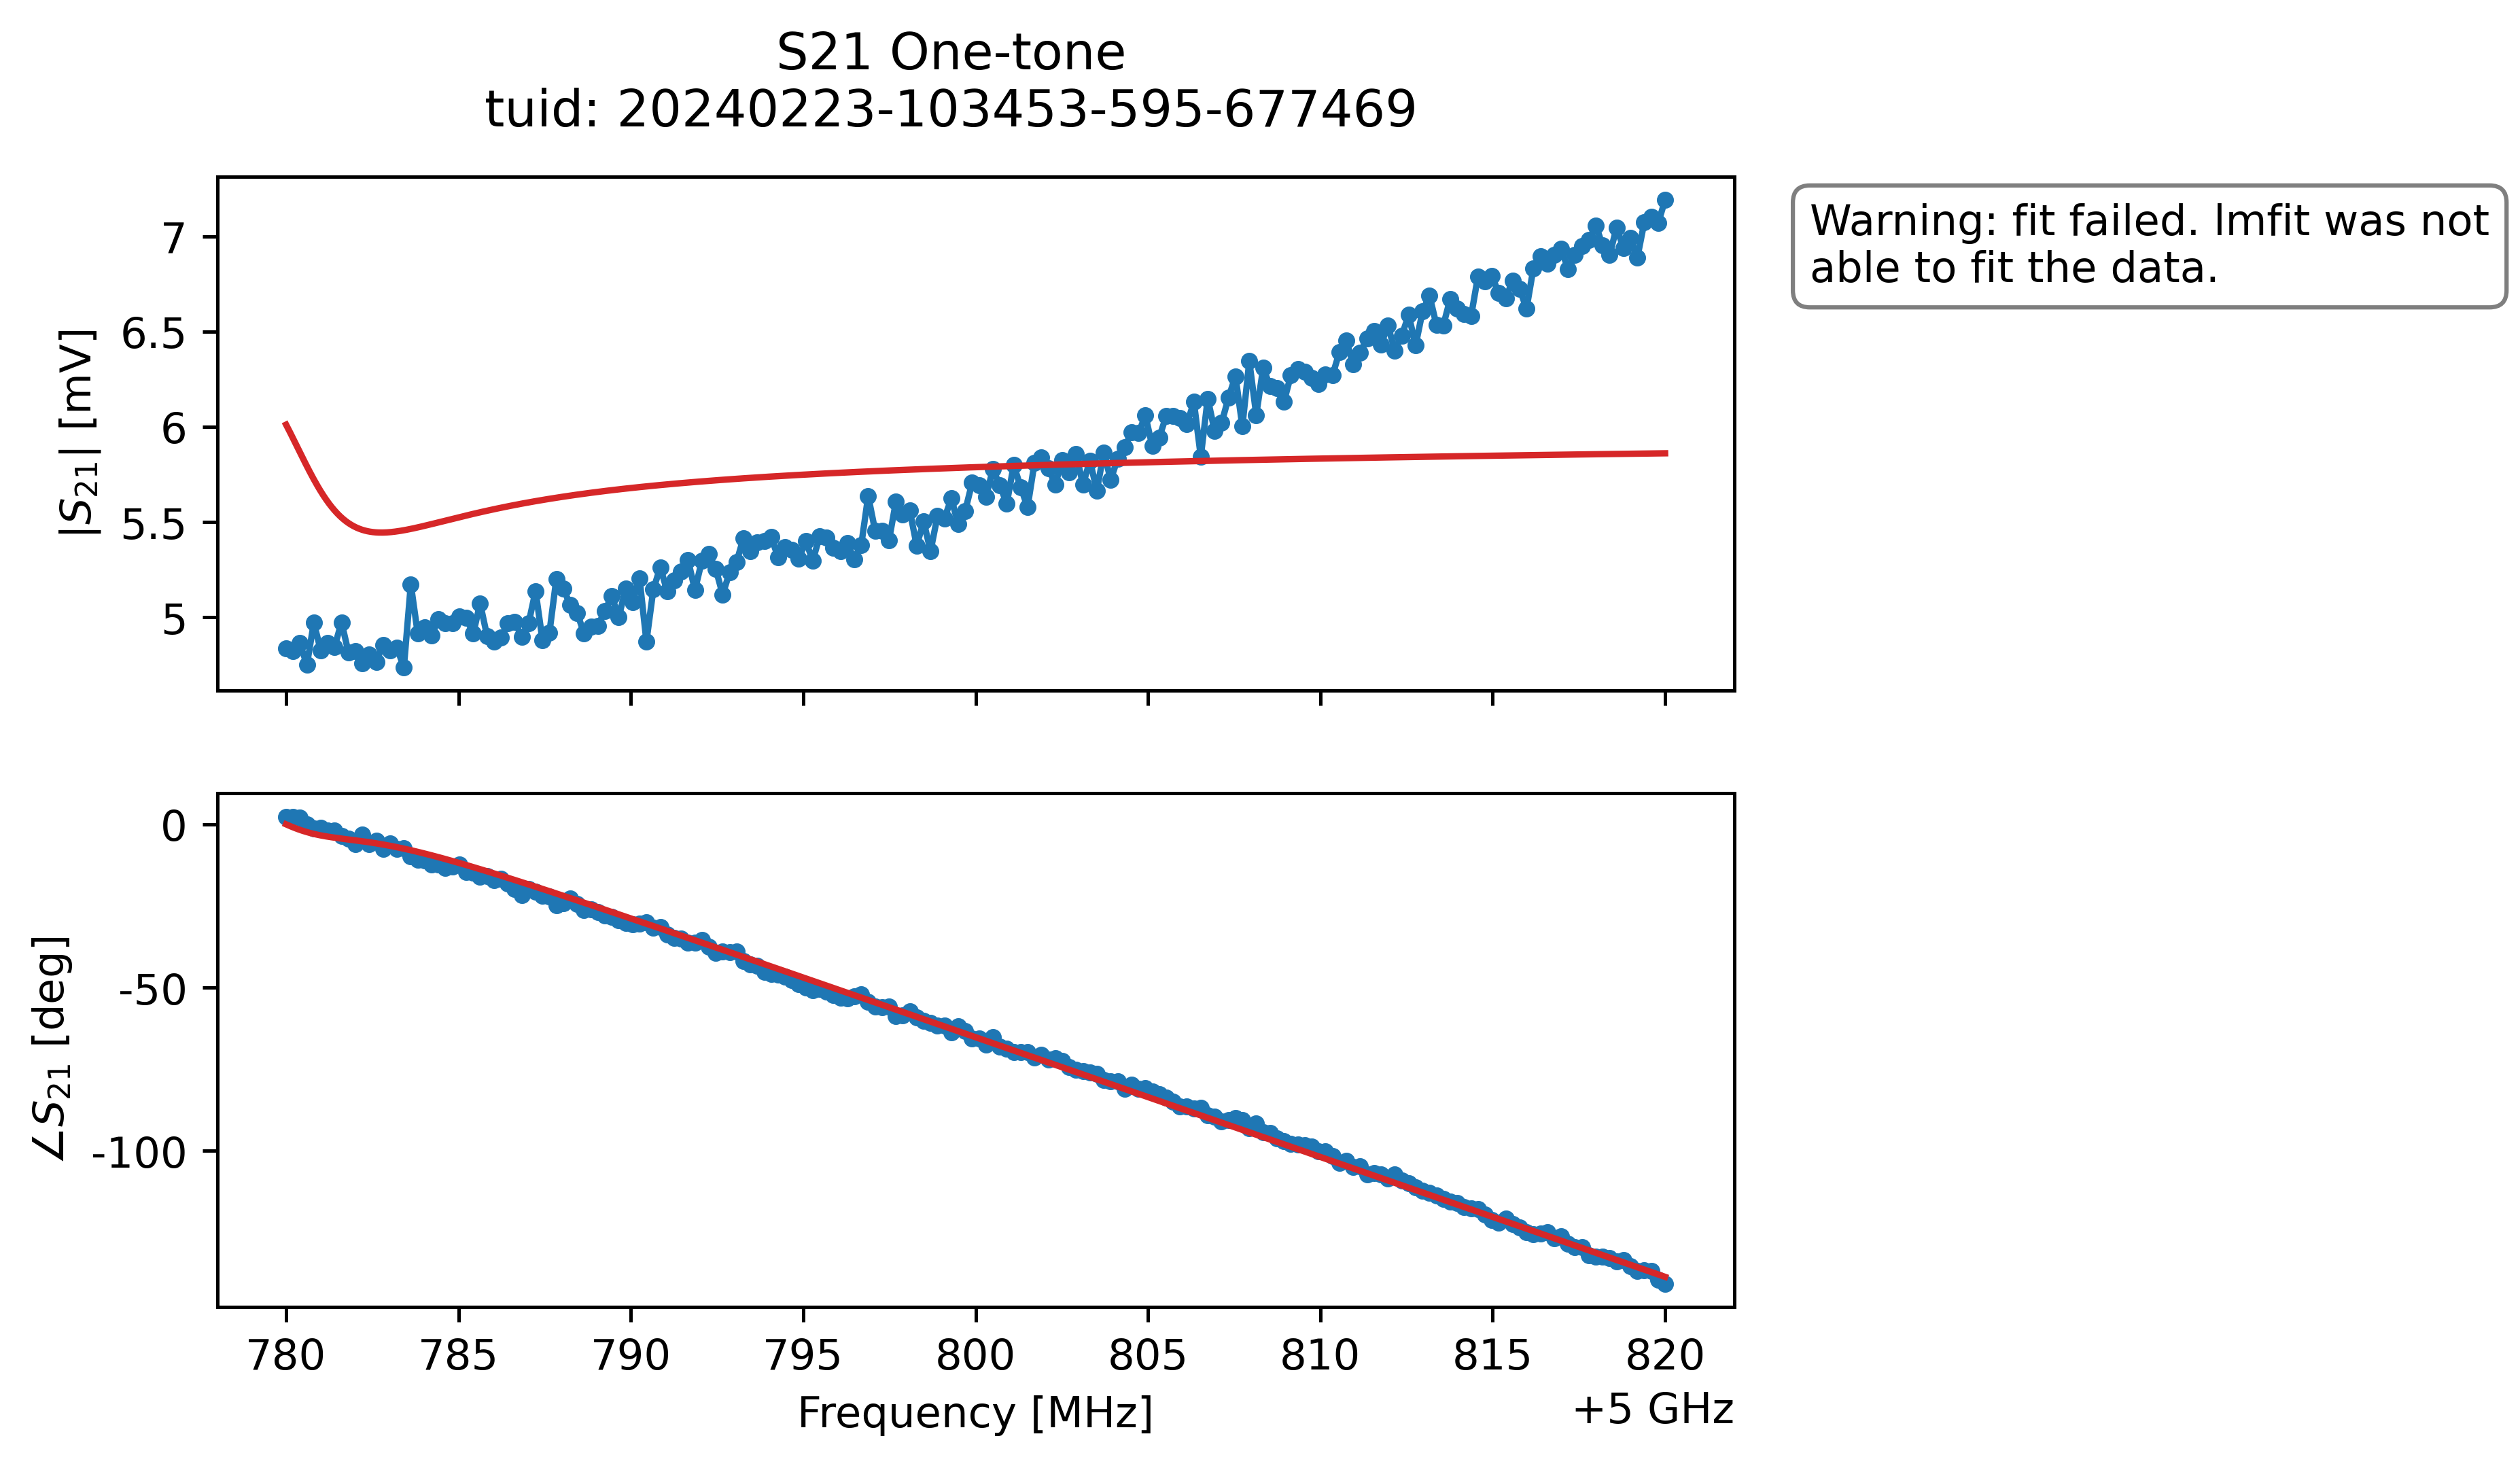 S21 One-tone
tuid: 20240223-103453-595-677469
Warning: fit failed. lmfit was not
able to fit the data.
|S₂₁| [mV]
7
6.5
6
5.5
5
∠S₂₁ [deg]
0
-50
-100
780 785 790 795 800 805 810 815 820
Frequency [MHz]
+5 GHz